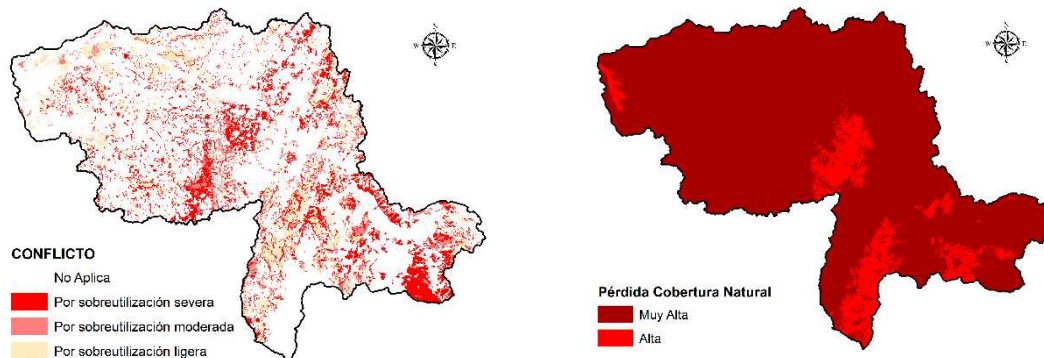 CONFLICTO
No Aplica
Por sobreutilización severa
Por sobreutilización moderada
Por sobreutilización ligera
Pérdida Cobertura Natural
Muy Alta
Alta